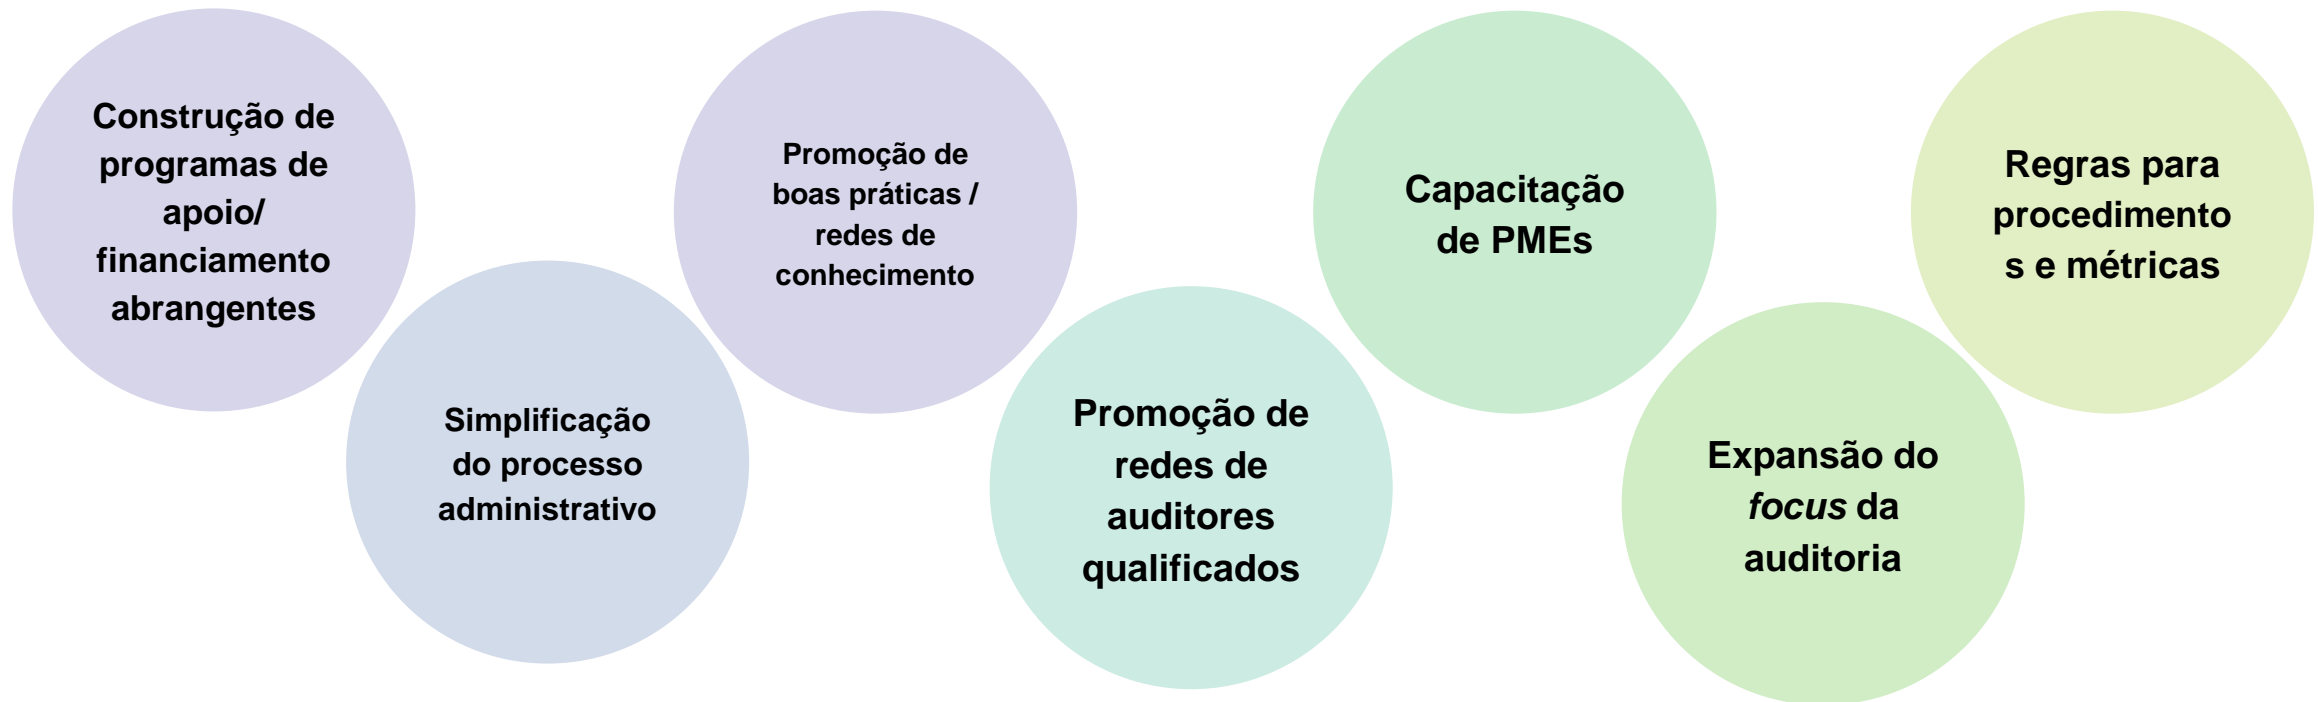 Construção de
programas de
apoio/
financiamento
abrangentes
Simplificação
do processo
administrativo
Promoção de
boas práticas /
redes de
conhecimento
Promoção de
redes de
auditores
qualificados
Capacitação
de PMEs
Expansão do
focus da
auditoria
Regras para
procedimento
s e métricas